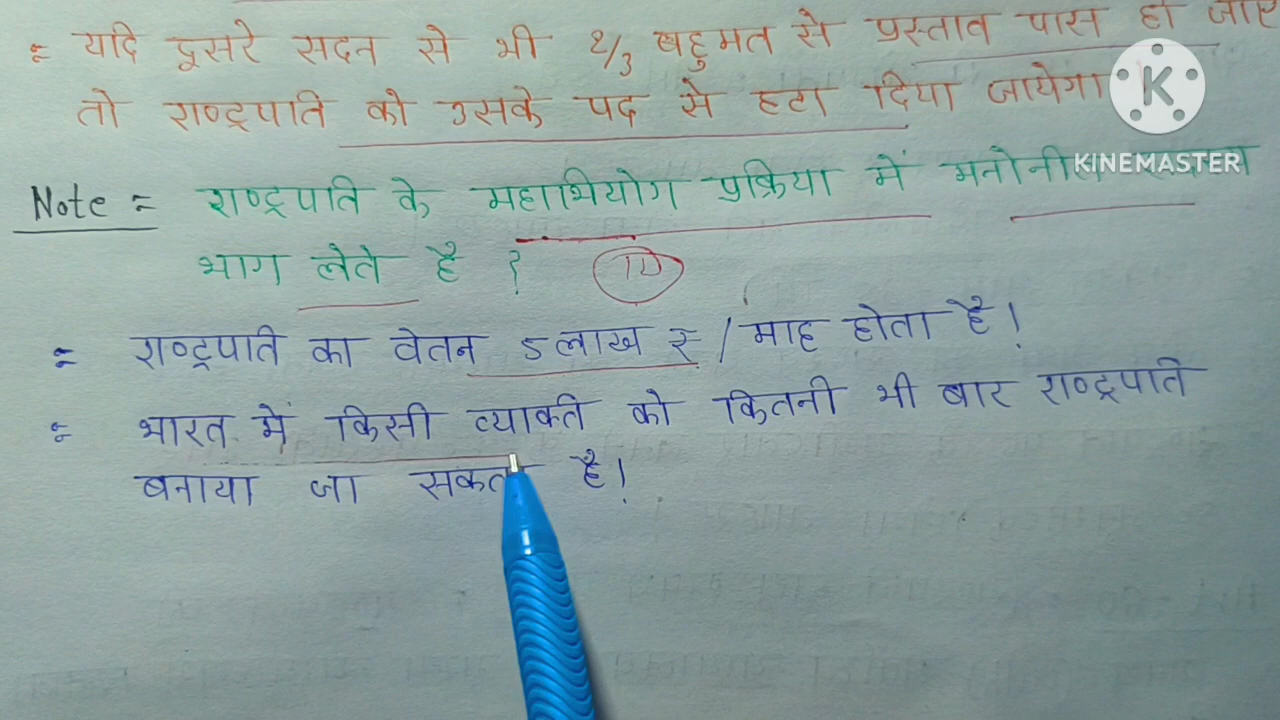 = यदि दूसरे सदन से भी 2/3 बहुमत से प्रस्ताव पास हो जाए
तो राष्ट्रपति को उसके पद से हटा दिया जायेगा
K
KINEMASTER
Note = राष्ट्रपति के महाभियोग प्रक्रिया में मनोनीत
भाग लेते है ?
= राष्ट्रपति का वेतन 5 लाख ₹ / माह होता है!
= भारत में किसी व्यक्ति को कितनी भी बार राष्ट्रपति
बनाया जा सकता है!